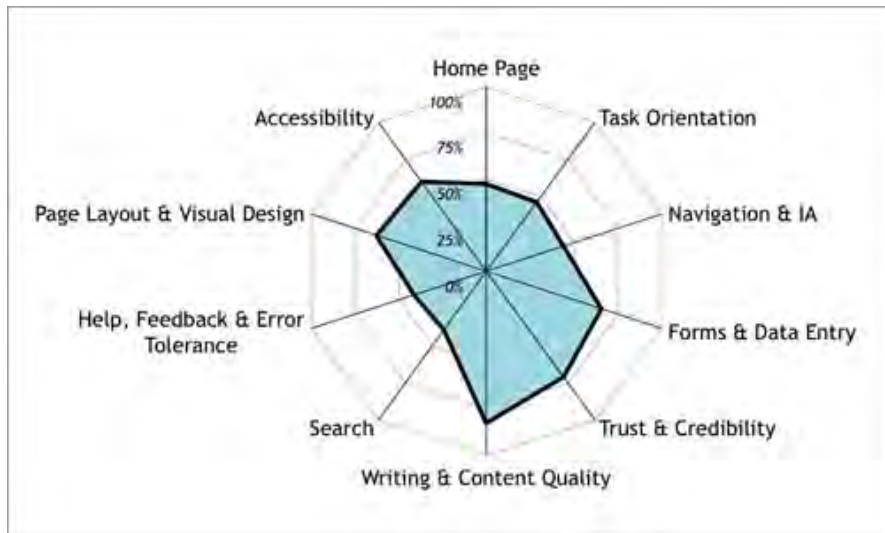 Home Page
100%
Accessibility
Task Orientation
75%
50%
Page Layout & Visual Design
Navigation & IA
25%
0%
Help, Feedback & Error
Tolerance
Forms & Data Entry
Search
Trust & Credibility
Writing & Content Quality